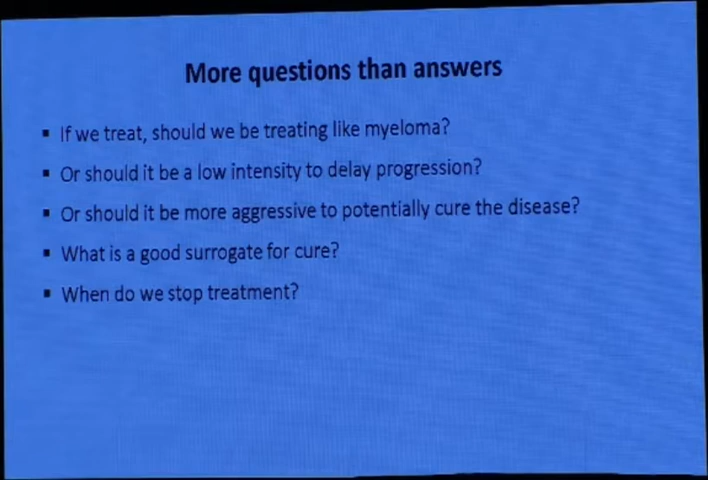 More questions than answers
▪ If we treat, should we be treating like myeloma?
▪ Or should it be a low intensity to delay progression?
▪ Or should it be more aggressive to potentially cure the disease?
▪ What is a good surrogate for cure?
▪ When do we stop treatment?